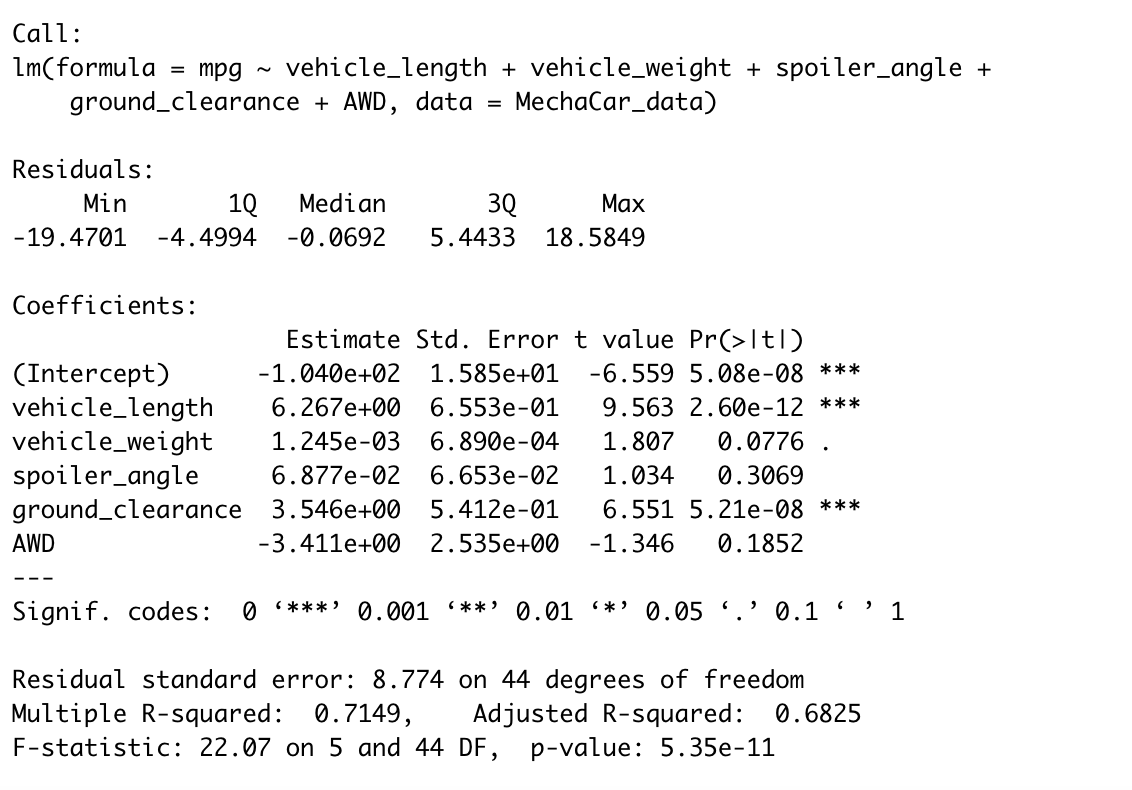 Call:
lm(formula = mpg ~ vehicle_length + vehicle_weight + spoiler_angle +
    ground_clearance + AWD, data = MechaCar_data)

Residuals:
     Min       1Q   Median       3Q      Max
-19.4701  -4.4994  -0.0692   5.4433  18.5849

Coefficients:
                   Estimate Std. Error t value Pr(>|t|)
(Intercept)      -1.040e+02  1.585e+01  -6.559 5.08e-08 ***
vehicle_length    6.267e+00  6.553e-01   9.563 2.60e-12 ***
vehicle_weight    1.245e-03  6.890e-04   1.807   0.0776 .
spoiler_angle     6.877e-02  6.653e-02   1.034   0.3069
ground_clearance  3.546e+00  5.412e-01   6.551 5.21e-08 ***
AWD              -3.411e+00  2.535e+00  -1.346   0.1852
---
Signif. codes:  0 ‘***’ 0.001 ‘**’ 0.01 ‘*’ 0.05 ‘.’ 0.1 ‘ ’ 1

Residual standard error: 8.774 on 44 degrees of freedom
Multiple R-squared:  0.7149,    Adjusted R-squared:  0.6825
F-statistic: 22.07 on 5 and 44 DF,  p-value: 5.35e-11